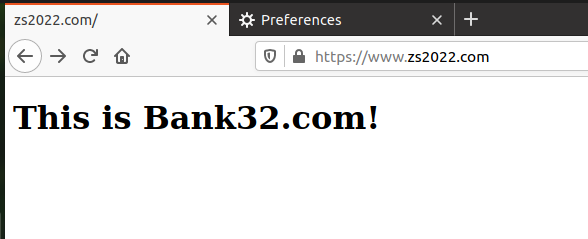 zs2022.com/ Preferences
https://www.zs2022.com
This is Bank32.com!